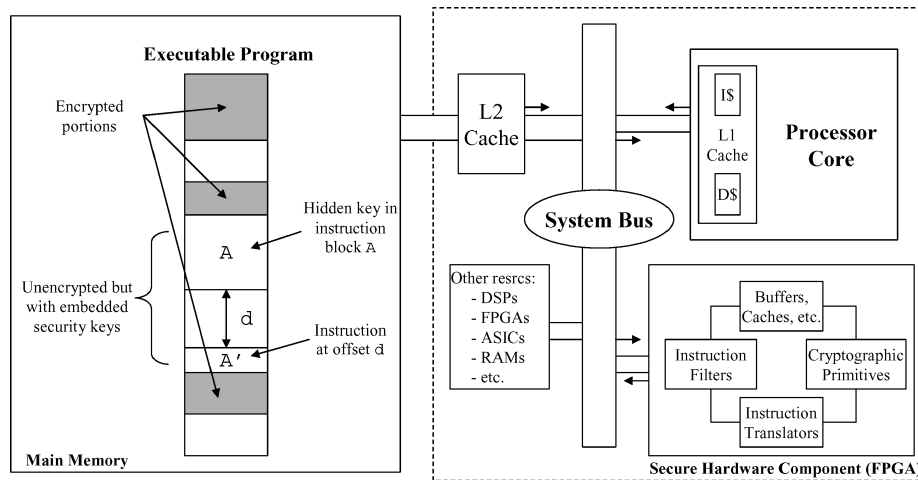 Executable Program
Encrypted
portions
Hidden key in
instruction
block A
A
Unencrypted but
with embedded
security keys
d
Instruction
at offset d
A'
Main Memory
L2
Cache
I$
L1
Cache
D$
Processor
Core
System Bus
Other resrcs:
- DSPs
- FPGAs
- ASICs
- RAMs
- etc.
Buffers,
Caches, etc.
Instruction
Filters
Cryptographic
Primitives
Instruction
Translators
Secure Hardware Component (FPGA)